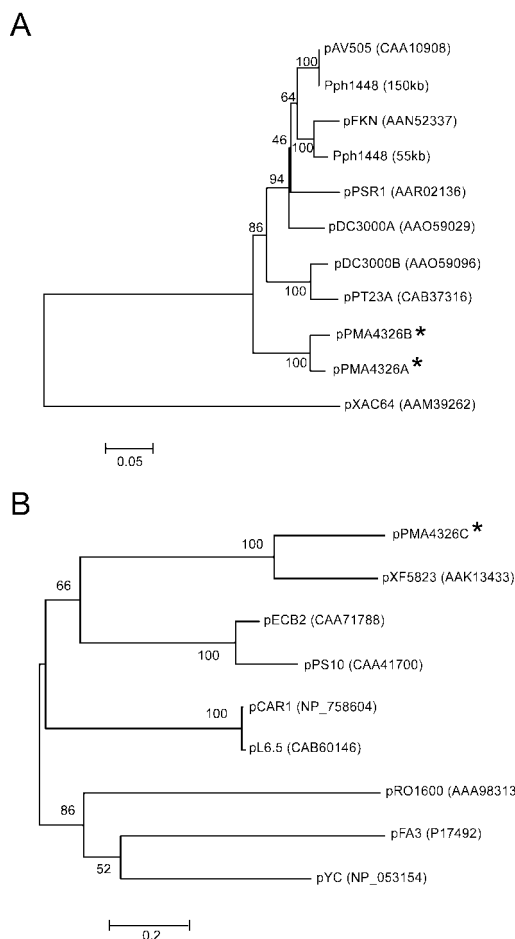 A
pAV505 (CAA10908)
100
Pph1448 (150kb)
64
pFKN (AAN52337)
46
100
Pph1448 (55kb)
94
pPSR1 (AAR02136)
86
pDC3000A (AAO59029)
pDC3000B (AAO59096)
100
pPT23A (CAB37316)
pPMA4326B*
100
pPMA4326A*
pXAC64 (AAM39262)
0.05
B
100
pPMA4326C*
pXF5823 (AAK13433)
66
pECB2 (CAA71788)
100
pPS10 (CAA41700)
100
pCAR1 (NP_758604)
pL6.5 (CAB60146)
86
pRO1600 (AAA98313
pFA3 (P17492)
52
pYC (NP_053154)
0.2